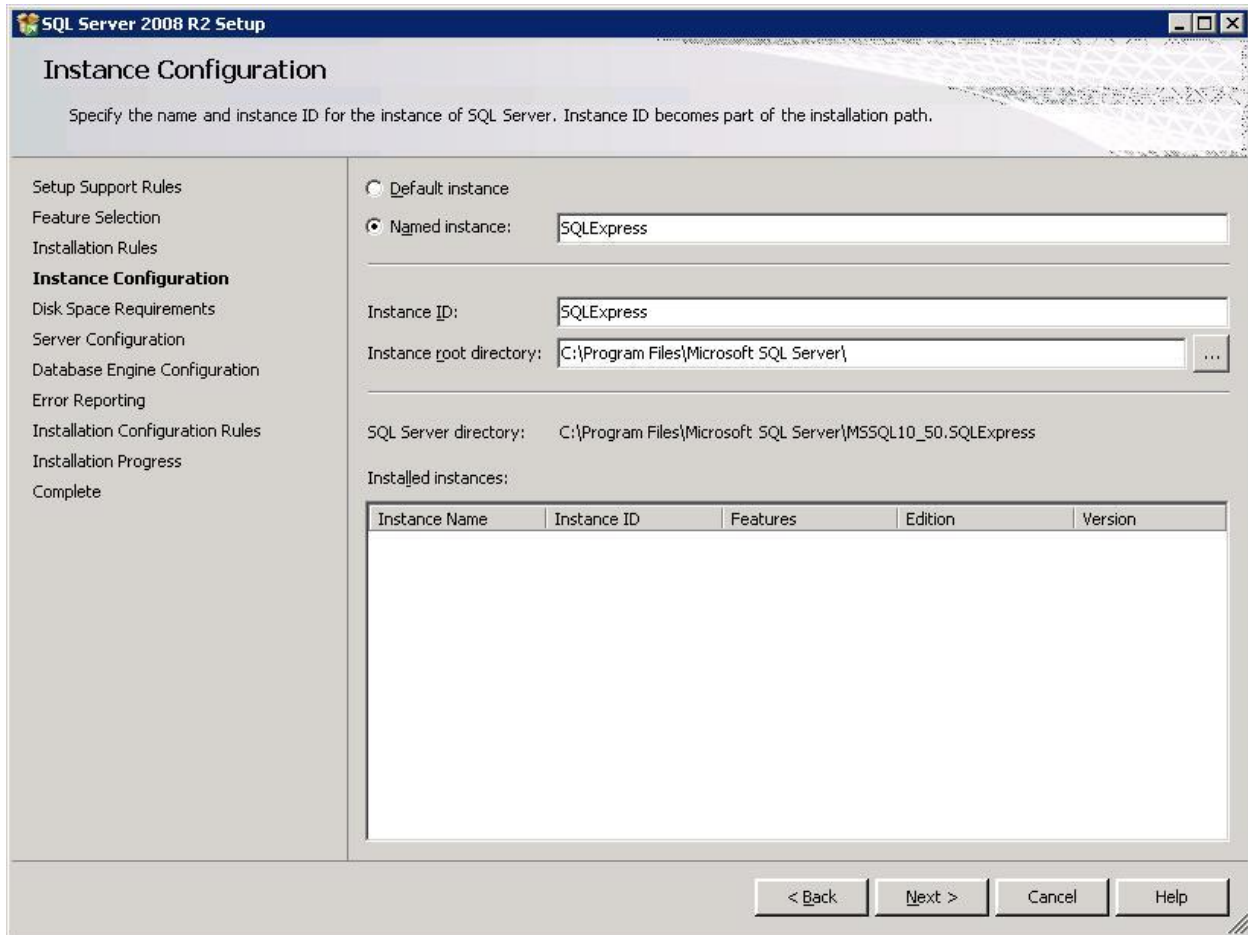 SQL Server 2008 R2 Setup
Instance Configuration
Specify the name and instance ID for the instance of SQL Server. Instance ID becomes part of the installation path.
Setup Support Rules
Feature Selection
Installation Rules
Instance Configuration
Disk Space Requirements
Server Configuration
Database Engine Configuration
Error Reporting
Installation Configuration Rules
Installation Progress
Complete
Default instance
Named instance: SQLExpress
Instance ID: SQLExpress
Instance root directory: C:\Program Files\Microsoft SQL Server\ ...
SQL Server directory: C:\Program Files\Microsoft SQL Server\MSSQL10_50.SQLExpress
Installed instances:
Instance Name Instance ID Features Edition Version
< Back Next > Cancel Help